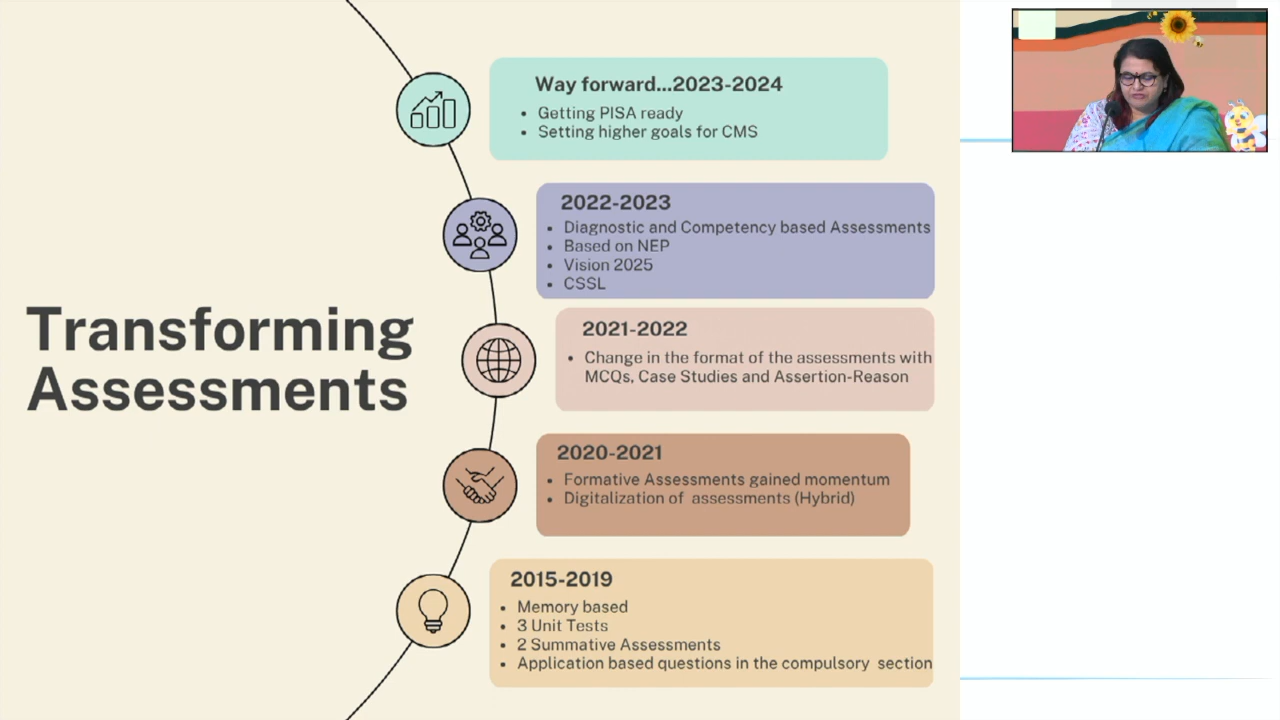 Transforming
Assessments
Way forward...2023-2024
• Getting PISA ready
• Setting higher goals for CMS
2022-2023
• Diagnostic and Competency based Assessments
• Based on NEP
• Vision 2025
• CSSL
2021-2022
• Change in the format of the assessments with
MCQs, Case Studies and Assertion-Reason
2020-2021
• Formative Assessments gained momentum
• Digitalization of assessments (Hybrid)
2015-2019
• Memory based
• 3 Unit Tests
• 2 Summative Assessments
• Application based questions in the compulsory section